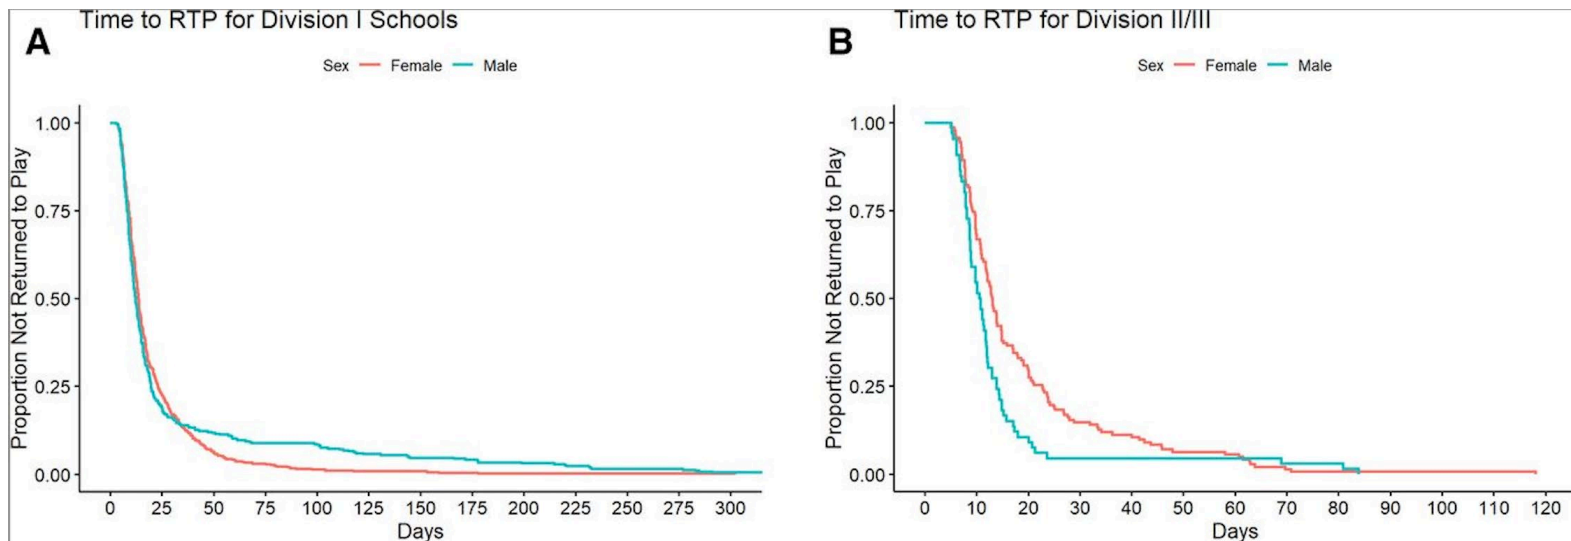 Time to RTP for Division I Schools
A
Sex Female Male
1.00
0.75
0.50
0.25
0.00
Proportion Not Returned to Play
0 25 50 75 100 125 150 175 200 225 250 275 300
Days
Time to RTP for Division II/III
B
Sex Female Male
1.00
0.75
0.50
0.25
0.00
Proportion Not Returned to Play
0 10 20 30 40 50 60 70 80 90 100 110 120
Days